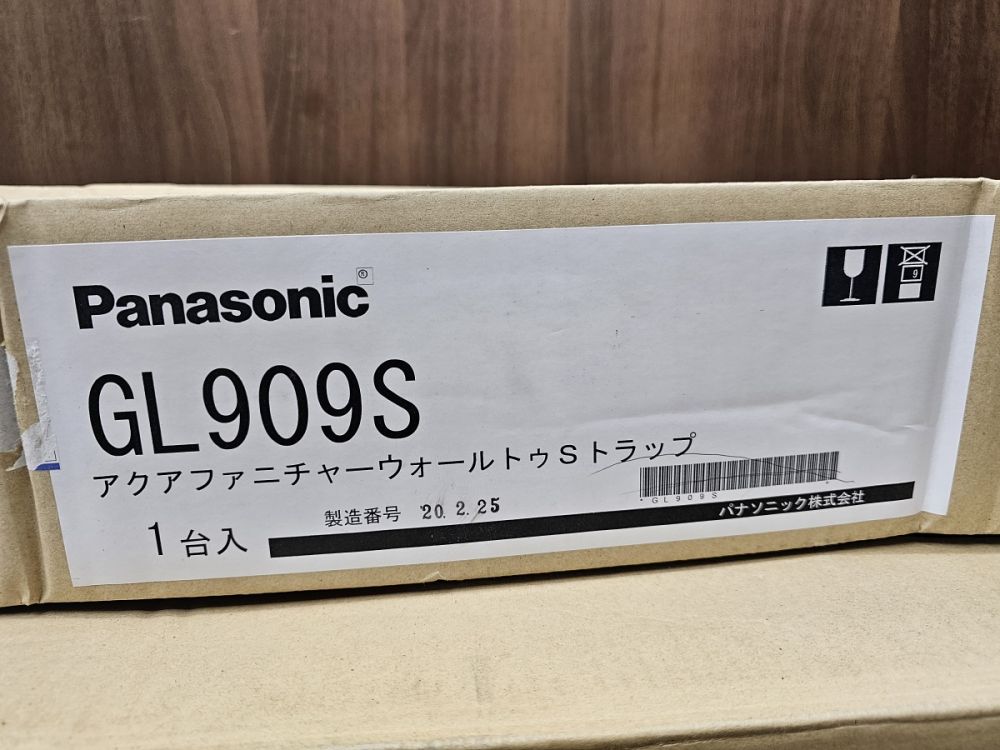 Panasonic®
9
GL909S
アクアファニチャーウォールトゥSトラップ
*GL909S*
製造番号 '20.2.25
パナソニック株式会社
1台入